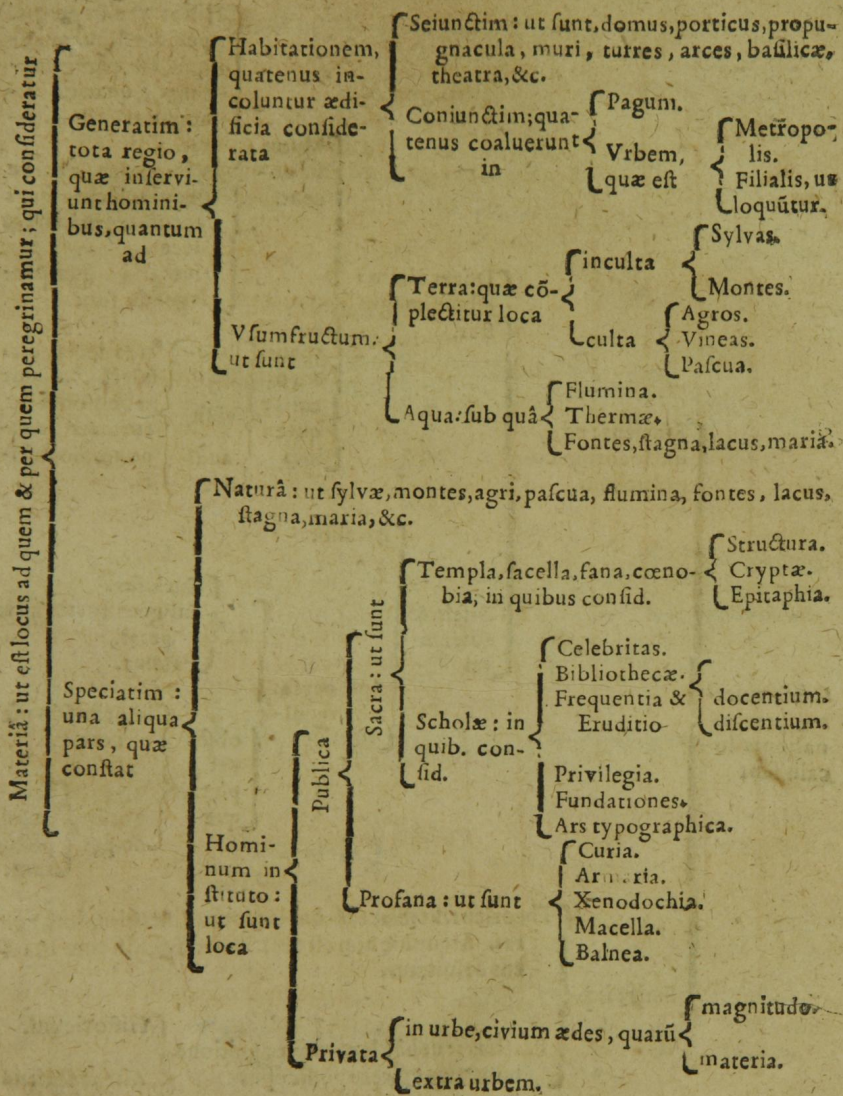 Materiâ : ut est locus ad quem & per quem peregrinamur ; qui consideratur
Generatim :
tota regio,
quæ inservi-
unt homini-
bus, quantum
ad
Habitationem,
quatenus in-
coluntur ædi-
ficia conside-
rata
Seiunctim : ut sunt, domus, porticus, propu-
gnacula, muri, turres, arces, basilicæ,
theatra, &c.
Coniunctim; qua-
tenus coaluerunt
in
Pagum.
Vrbem,
quæ est
Metropo-
lis.
Filialis, ut
loquūtur.
Vsumfructum.
ut sunt
Terra: quæ cō-
plectitur loca
inculta
Sylvas.
Montes.
culta
Agros.
Vineas.
Pascua.
Aqua: sub quâ
Flumina.
Thermæ.
Fontes, stagna, lacus, maria.
Speciatim :
una aliqua
pars, quæ
constat
Naturâ : ut sylvæ, montes, agri, pascua, flumina, fontes, lacus,
stagna, maria, &c.
Homi-
num in
stituto :
ut sunt
loca
Publica
Sacra : ut sunt
Templa, sacella, fana, cœno-
bia, in quibus consid.
Structura.
Cryptæ.
Epitaphia.
Scholæ : in
quib. con-
sid.
Celebritas.
Bibliothecæ.
Frequentia &
Eruditio
docentium.
discentium.
Privilegia.
Fundationes.
Ars typographica.
Profana : ut sunt
Curia.
Xenodochia.
Macella.
Balnea.
Privata
in urbe, civium ædes, quarū
magnitudo.
materia.
extra urbem.